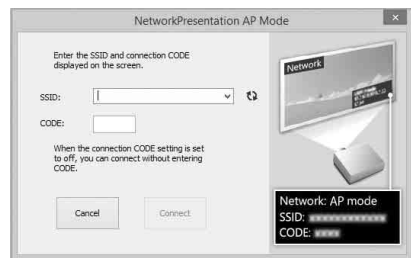 NetworkPresentation AP Mode
Enter the SSID and connection CODE
displayed on the screen.
SSID:
CODE:
When the connection CODE setting is set
to off, you can connect without entering
CODE.
Cancel
Connect
Network
Network: AP mode
SSID:
CODE: